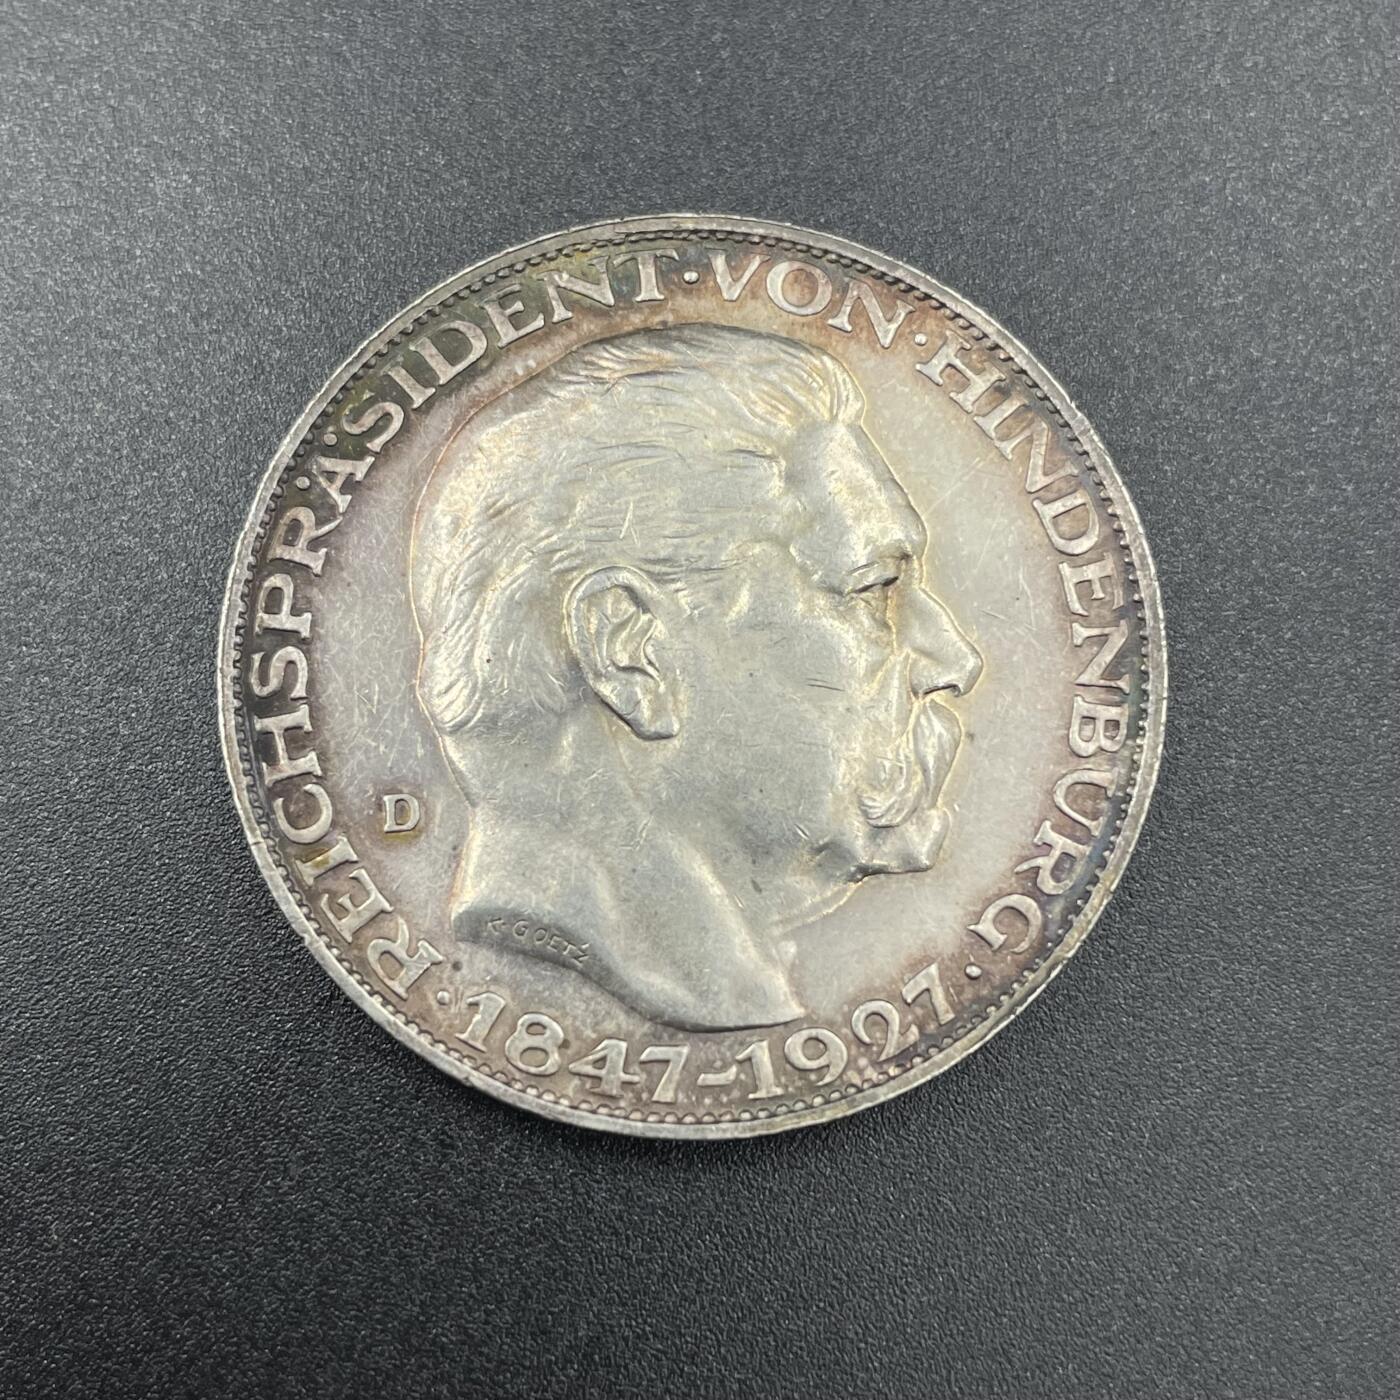 REICHSPRÄSIDENT·VON·HINDENBURG·
1847-1927·
D
K·GOETZ